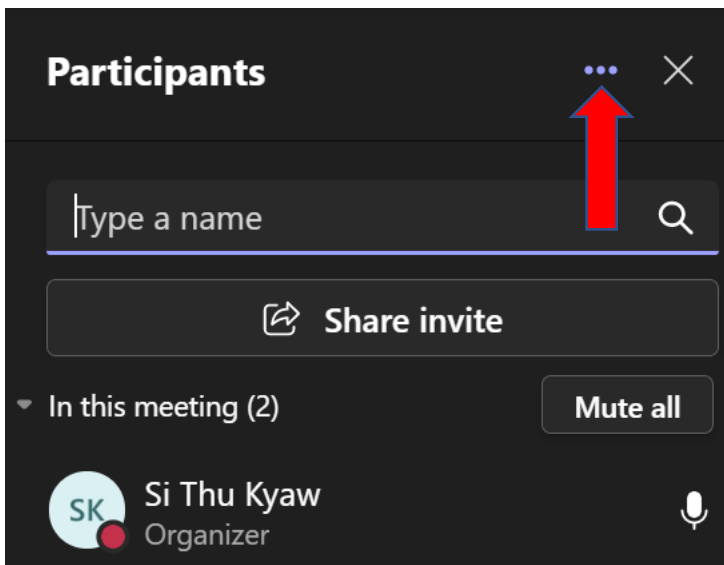 Participants
Type a name
Share invite
In this meeting (2)
Mute all
SK
Si Thu Kyaw
Organizer